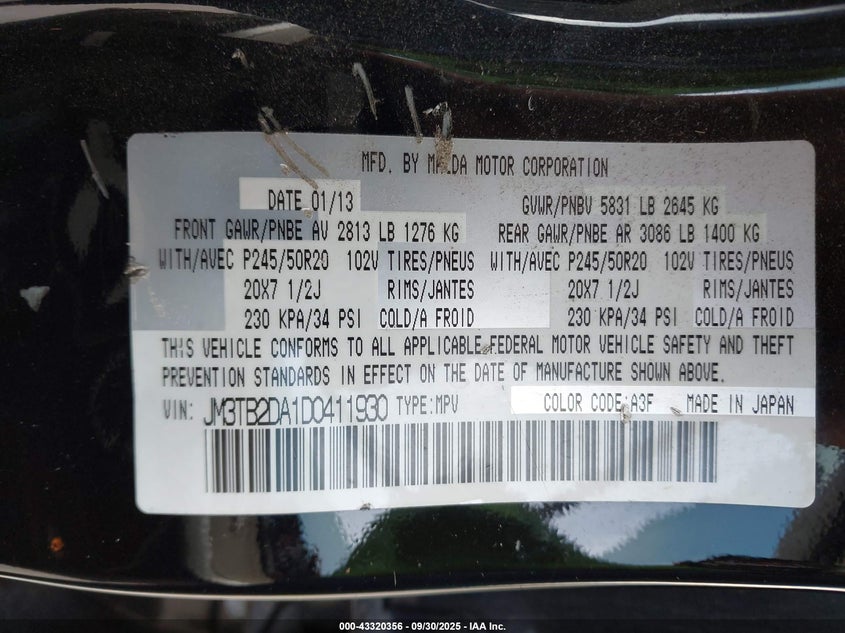 MFD. BY MAZDA MOTOR CORPORATION
DATE 01/13 GVWR/PNBV 5831 LB 2645 KG
FRONT GAWR/PNBE AV 2813 LB 1276 KG REAR GAWR/PNBE AR 3086 LB 1400 KG
WITH/AVEC P245/50R20 102V TIRES/PNEUS WITH/AVEC P245/50R20 102V TIRES/PNEUS
20X7 1/2J RIMS/JANTES 20X7 1/2J RIMS/JANTES
230 KPA/34 PSI COLD/A FROID 230 KPA/34 PSI COLD/A FROID
THIS VEHICLE CONFORMS TO ALL APPLICABLE FEDERAL MOTOR VEHICLE SAFETY AND THEFT
PREVENTION STANDARDS IN EFFECT ON THE DATE OF MANUFACTURE SHOWN ABOVE.
VIN: JM3TB2DA1D0411930 TYPE:MPV COLOR CODE:A3F MADE IN JAPAN
000-43320356 - 09/30/2025 - IAA Inc.